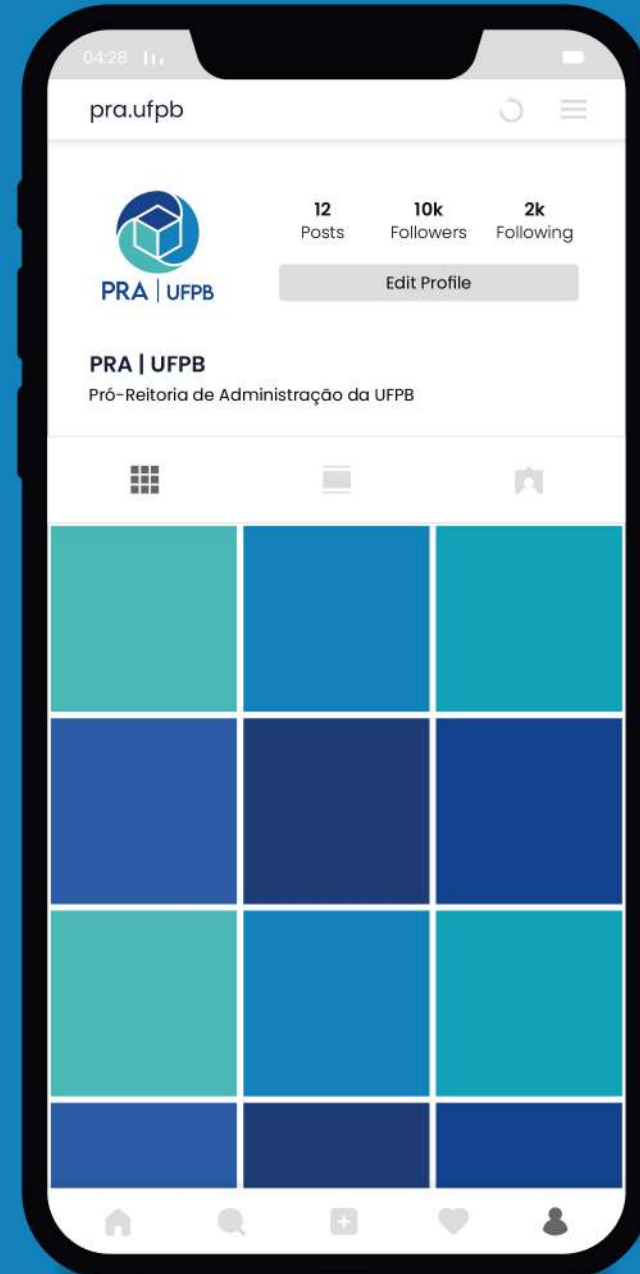 04:28
pra.ufpb
12 10k 2k
Posts Followers Following
PRA | UFPB
Edit Profile
PRA | UFPB
Pró-Reitoria de Administração da UFPB